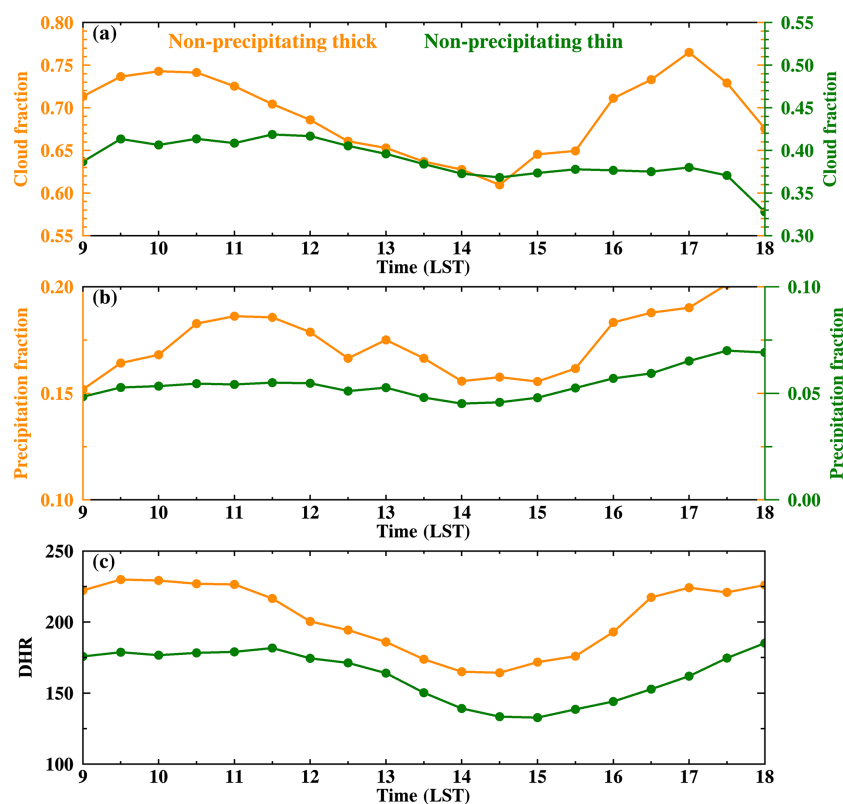 (a)
Non-precipitating thick
Non-precipitating thin
0.80
0.75
0.70
0.65
0.60
0.55
Cloud fraction
0.55
0.50
0.45
0.40
0.35
0.30
Cloud fraction
9 10 11 12 13 14 15 16 17 18
Time (LST)
(b)
0.20
0.15
0.10
Precipitation fraction
0.10
0.05
0.00
Precipitation fraction
9 10 11 12 13 14 15 16 17 18
Time (LST)
(c)
250
200
150
100
DHR
9 10 11 12 13 14 15 16 17 18
Time (LST)